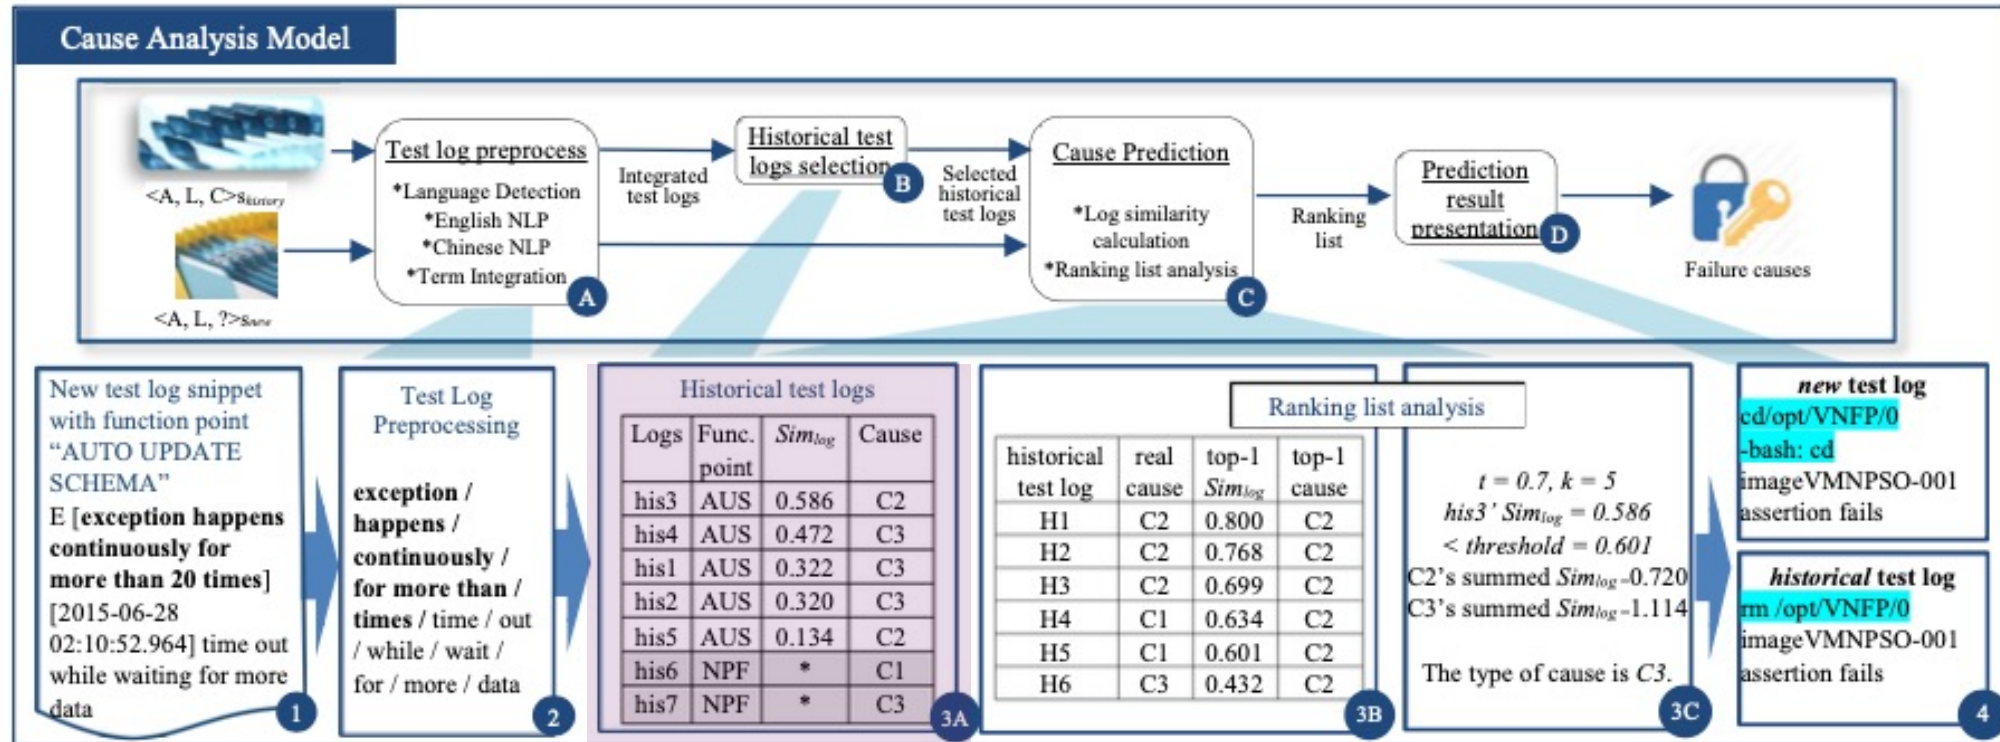 Cause Analysis Model
<A, L, C>s history
<A, L, ?>s new
Test log preprocess
*Language Detection
*English NLP
*Chinese NLP
*Term Integration
A
Integrated
test logs
Historical test
logs selection
B
Selected
historical
test logs
Cause Prediction
*Log similarity
calculation
*Ranking list analysis
C
Ranking
list
Prediction
result
presentation
D
Failure causes
New test log snippet
with function point
“AUTO UPDATE
SCHEMA”
E [exception happens
continuously for
more than 20 times]
[2015-06-28
02:10:52.964] time out
while waiting for more
data
1
Test Log
Preprocessing
exception /
happens /
continuously /
for more than /
times / time / out
/ while / wait /
for / more / data
2
Historical test logs
Logs Func. point Simlog Cause
his3 AUS 0.586 C2
his4 AUS 0.472 C3
his1 AUS 0.322 C3
his2 AUS 0.320 C3
his5 AUS 0.134 C2
his6 NPF * C1
his7 NPF * C3
3A
Ranking list analysis
historical test log real cause top-1 Simlog top-1 cause
H1 C2 0.800 C2
H2 C2 0.768 C2
H3 C2 0.699 C2
H4 C1 0.634 C2
H5 C1 0.601 C2
H6 C3 0.432 C2
3B
t = 0.7, k = 5
his3’ Simlog = 0.586
< threshold = 0.601
C2’s summed Simlog=0.720
C3’s summed Simlog=1.114
The type of cause is C3.
3C
new test log
cd/opt/VNFP/0
-bash: cd
imageVMNPSO-001
assertion fails
historical test log
rm /opt/VNFP/0
imageVMNPSO-001
assertion fails
4